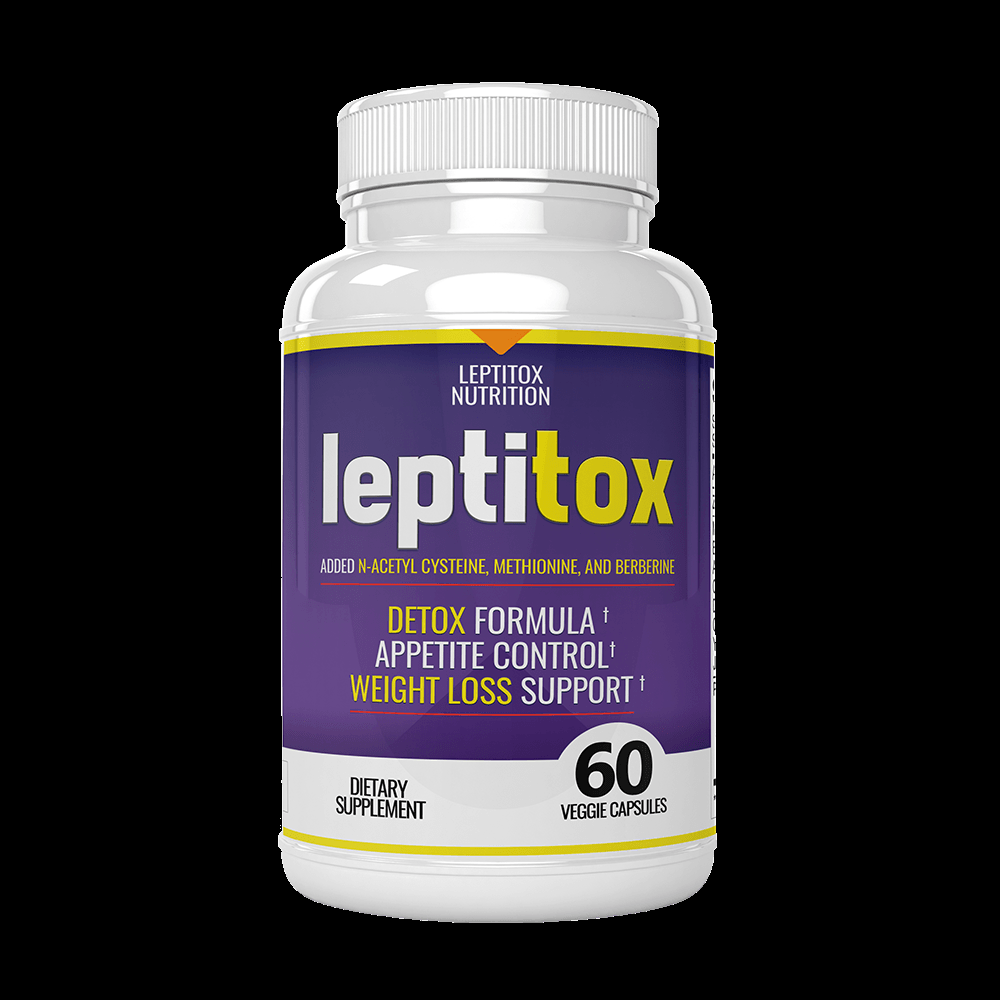 LEPTITOX
NUTRITION
leptitox
ADDED N-ACETYL CYSTEINE, METHIONINE, AND BERBERINE
DETOX FORMULA †
APPETITE CONTROL†
WEIGHT LOSS SUPPORT †
DIETARY
SUPPLEMENT
60
VEGGIE CAPSULES